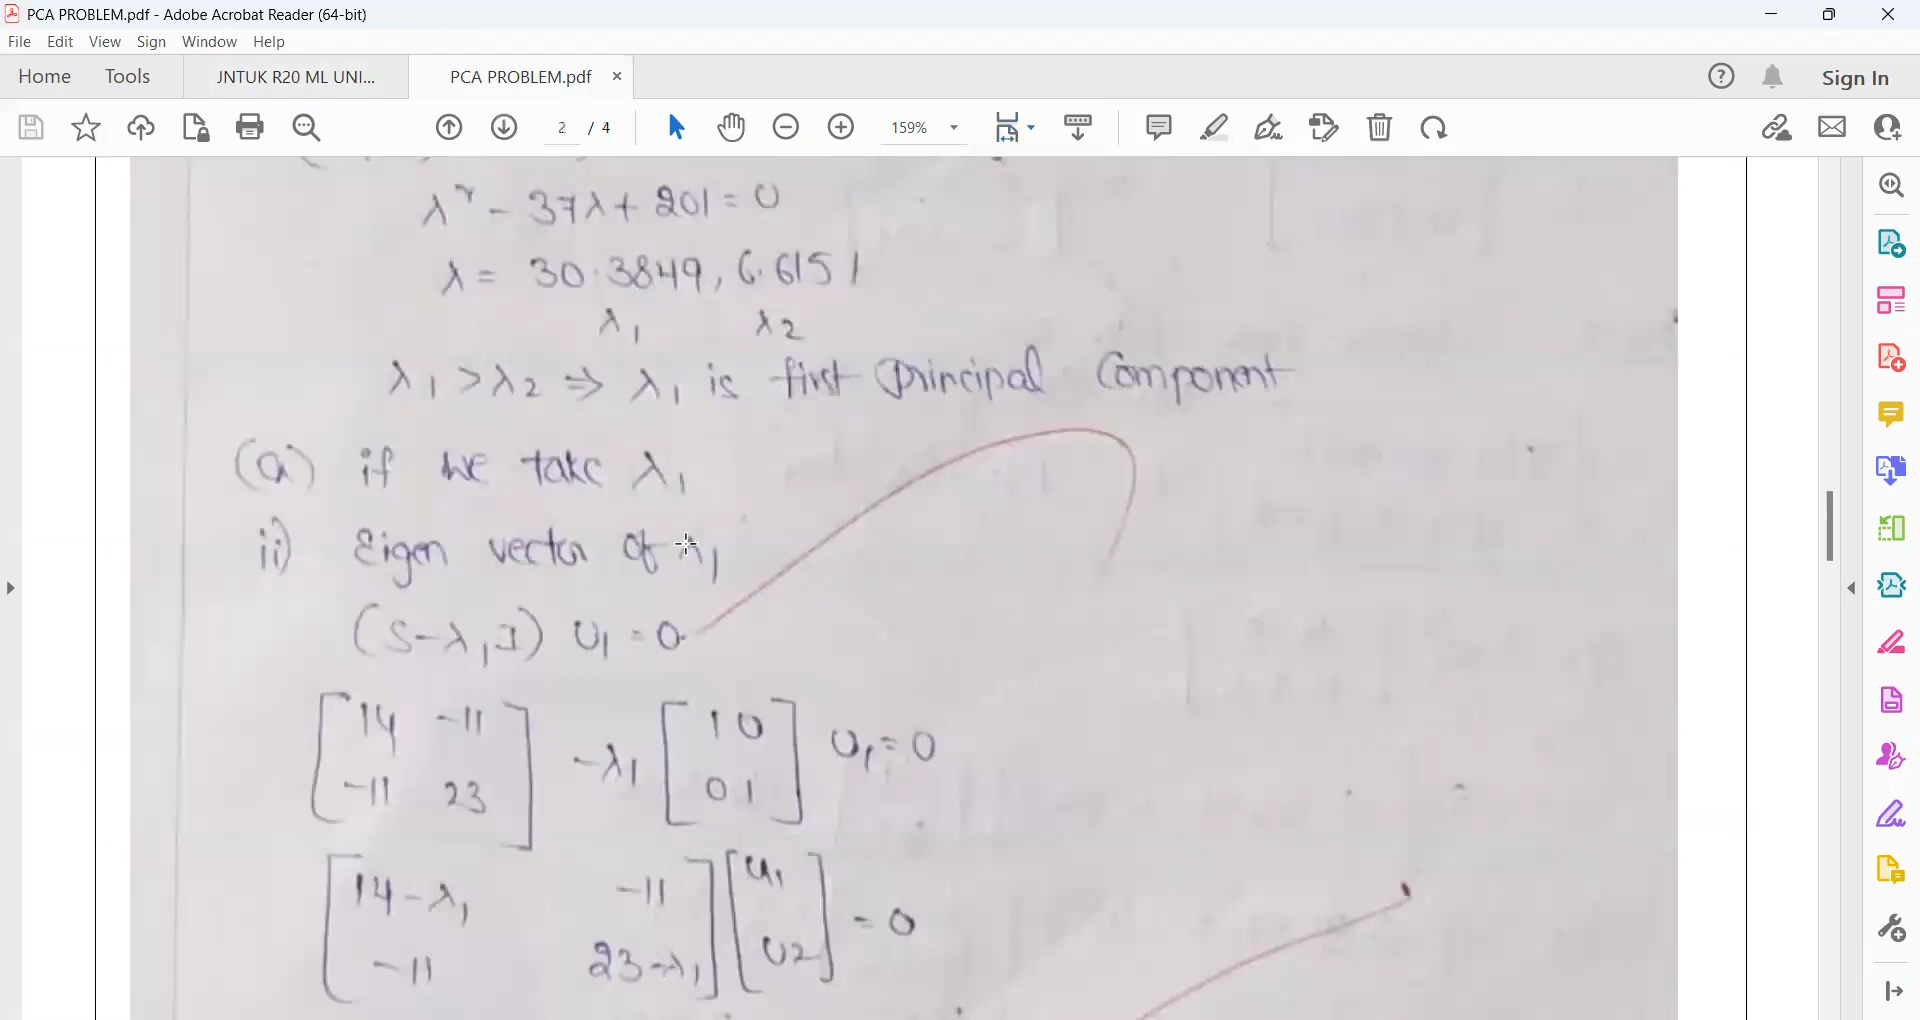 PCA PROBLEM.pdf - Adobe Acrobat Reader (64-bit)
File Edit View Sign Window Help
Home Tools JNTUK R20 ML UNI... PCA PROBLEM.pdf × Sign In
2 / 4 159%
λ² - 37λ + 201 = 0
λ = 30.3849, 6.6151
λ1 λ2
λ1 > λ2 ⇒ λ1 is first Principal Component
(a) if we take λ1
ii) Eigen vector of λ1
(S-λ1I) U1 = 0
[14 -11
-11 23] -λ1 [1 0
0 1] U1 = 0
[14-λ1 -11
-11 23-λ1] [u1
U2] = 0